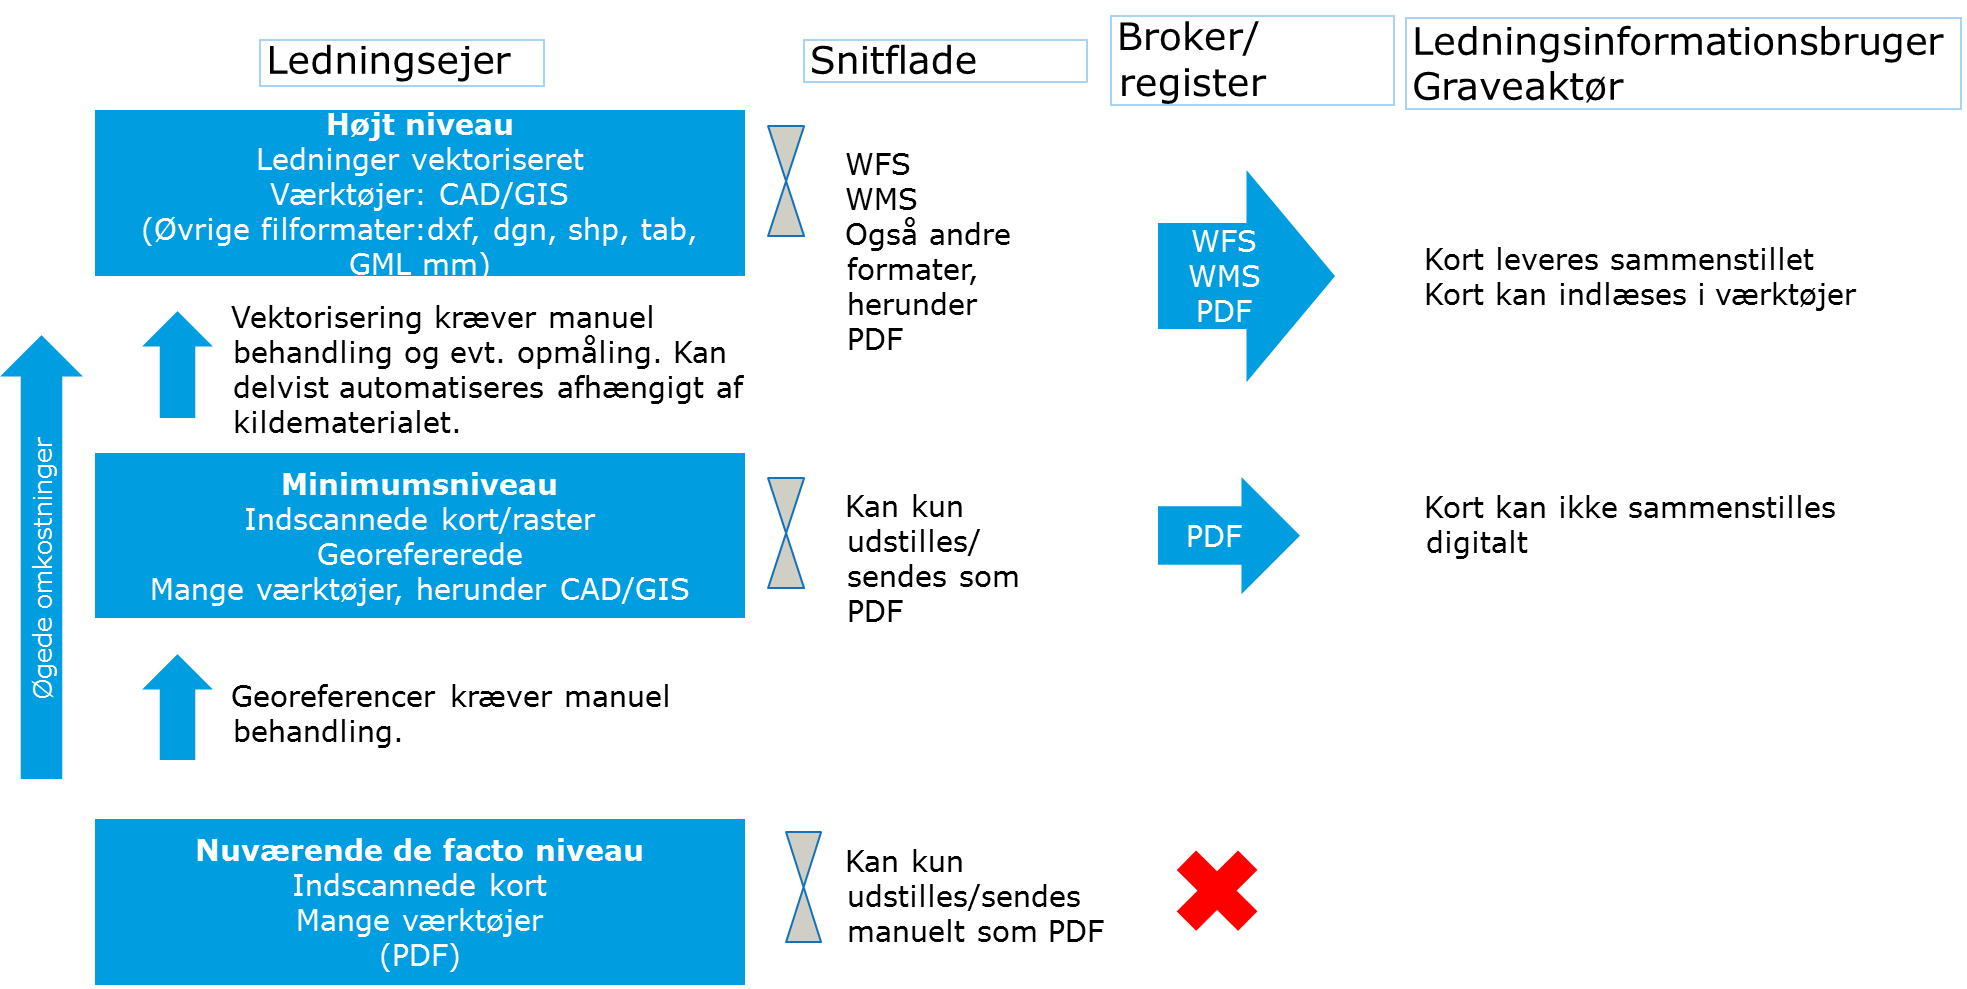 Ledningsejer
Snitflade
Broker/
register
Ledningsinformationsbruger
Graveaktør
Højt niveau
Ledninger vektoriseret
Værktøjer: CAD/GIS
(Øvrige filformater:dxf, dgn, shp, tab,
GML mm)
WFS
WMS
Også andre
formater,
herunder
PDF
WFS
WMS
PDF
Kort leveres sammenstillet
Kort kan indlæses i værktøjer
Vektorisering kræver manuel
behandling og evt. opmåling. Kan
delvist automatiseres afhængigt af
kildematerialet.
Øgede omkostninger
Minimumsniveau
Indscannede kort/raster
Georefererede
Mange værktøjer, herunder CAD/GIS
Kan kun
udstilles/
sendes som
PDF
PDF
Kort kan ikke sammenstilles
digitalt
Georeferencer kræver manuel
behandling.
Nuværende de facto niveau
Indscannede kort
Mange værktøjer
(PDF)
Kan kun
udstilles/sendes
manuelt som PDF